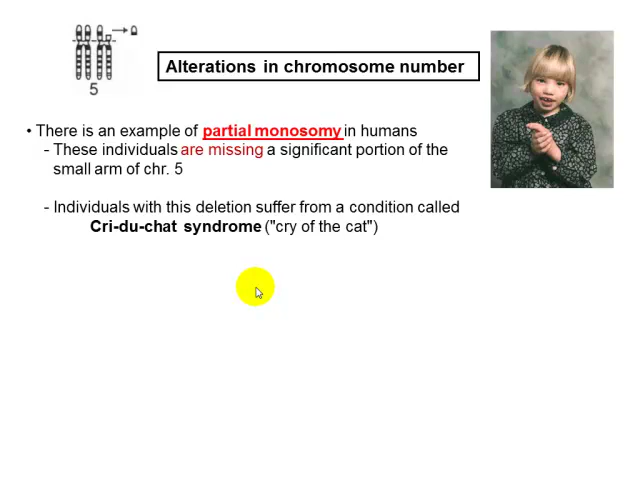 5
Alterations in chromosome number
• There is an example of partial monosomy in humans
- These individuals are missing a significant portion of the
small arm of chr. 5
- Individuals with this deletion suffer from a condition called
Cri-du-chat syndrome ("cry of the cat")